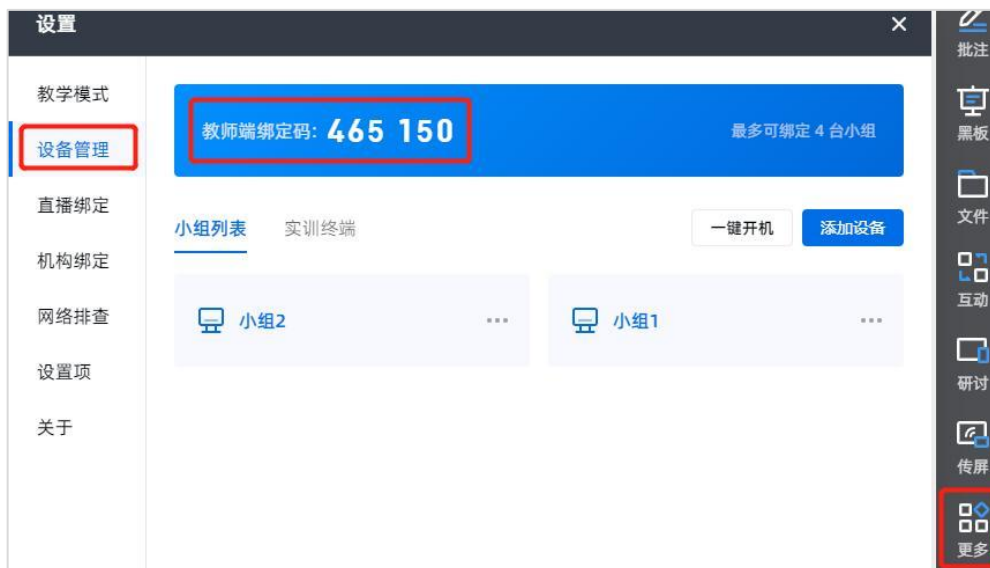 设置
教学模式
设备管理
直播绑定
机构绑定
网络排查
设置项
关于
教师端绑定码: 465 150
最多可绑定 4 台小组
小组列表
实训终端
一键开机
添加设备
小组2
小组1
批注
黑板
文件
互动
研讨
传屏
更多